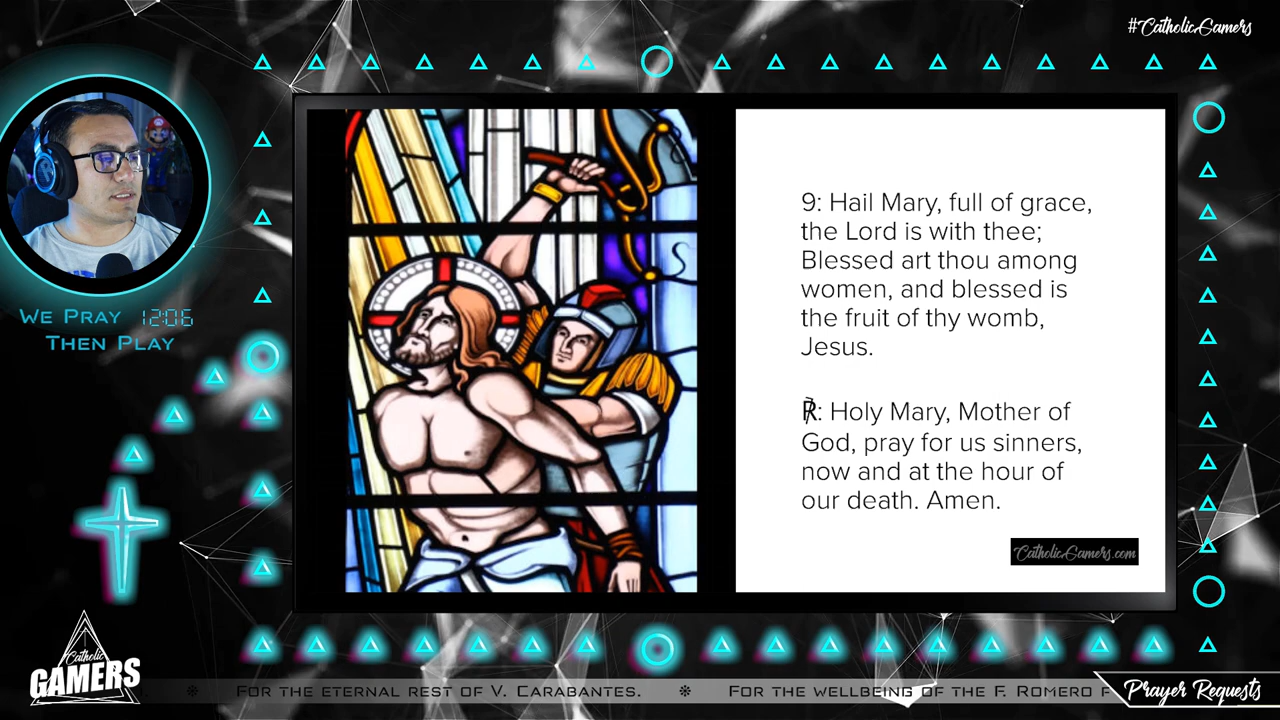 #CatholicGamers
We Pray 12:06
Then Play
9: Hail Mary, full of grace,
the Lord is with thee;
Blessed art thou among
women, and blessed is
the fruit of thy womb,
Jesus.
℟: Holy Mary, Mother of
God, pray for us sinners,
now and at the hour of
our death. Amen.
CatholicGamers.com
Catholic
GAMERS
For the eternal rest of V. Carabantes. ❋ For the wellbeing of the F. Romero
Prayer Requests